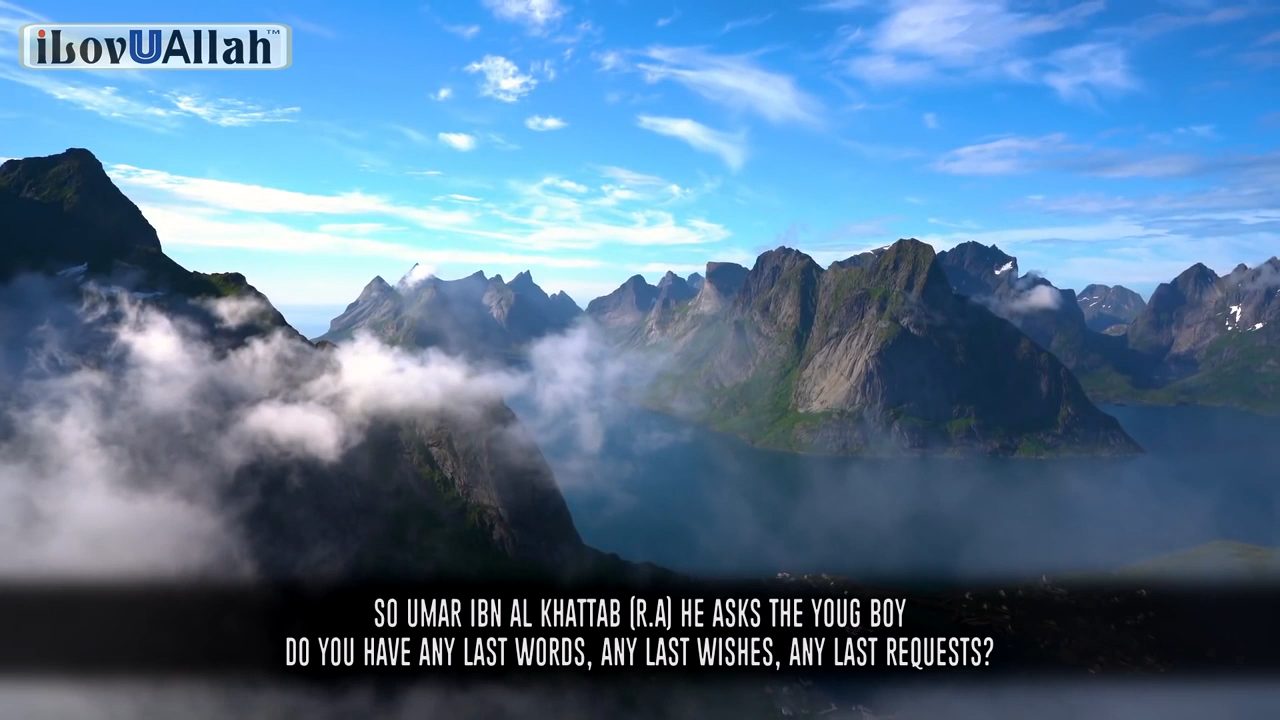 iLovUAllah™
SO UMAR IBN AL KHATTAB (R.A) HE ASKS THE YOUG BOY
DO YOU HAVE ANY LAST WORDS, ANY LAST WISHES, ANY LAST REQUESTS?